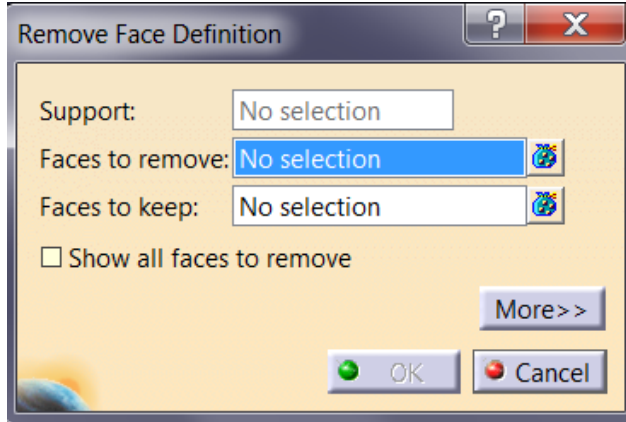 Remove Face Definition
? X
Support: No selection
Faces to remove: No selection
Faces to keep: No selection
Show all faces to remove
More>>
OK Cancel